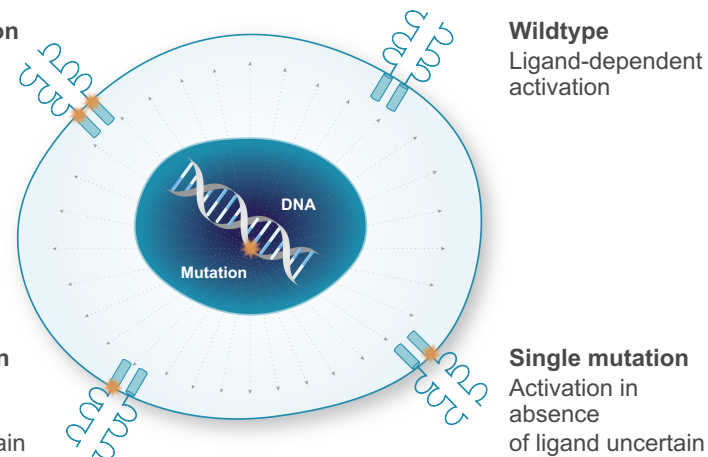 Wildtype
Ligand-dependent
activation
DNA
Mutation
Single mutation
Activation in
absence
of ligand uncertain